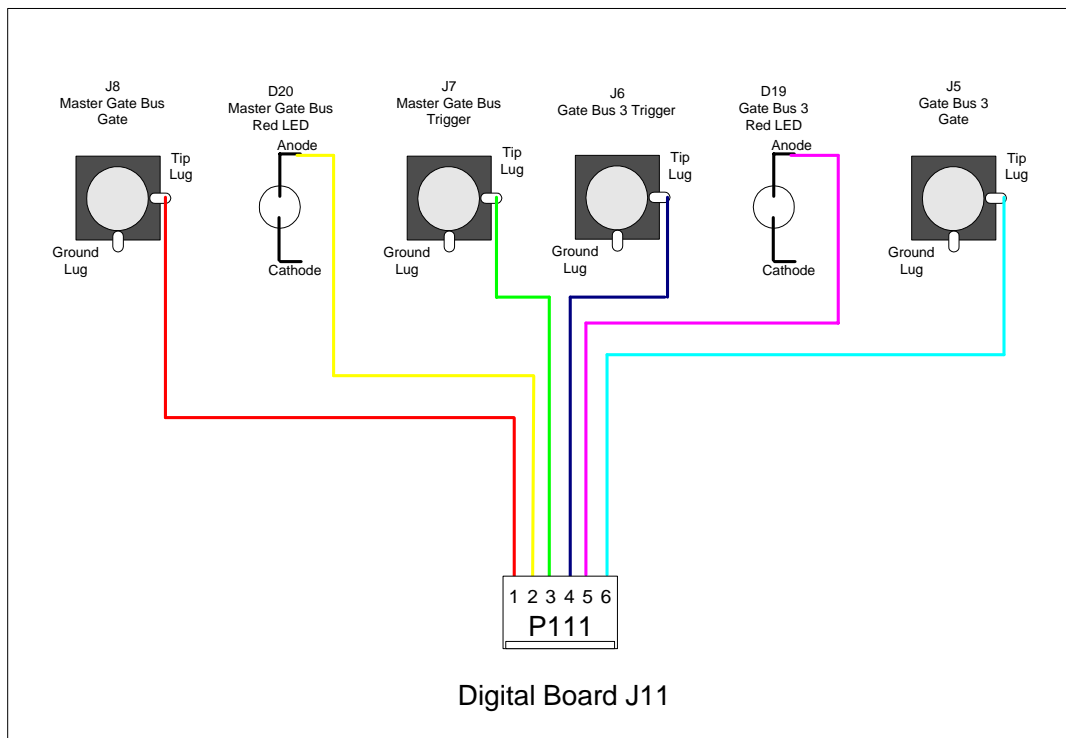 J8
Master Gate Bus
Gate
D20
Master Gate Bus
Red LED
J7
Master Gate Bus
Trigger
J6
Gate Bus 3 Trigger
D19
Gate Bus 3
Red LED
J5
Gate Bus 3
Gate
Tip
Lug
Ground
Lug
Anode
Cathode
Tip
Lug
Ground
Lug
Tip
Lug
Ground
Lug
Anode
Cathode
Tip
Lug
Ground
Lug
1 2 3 4 5 6
P111
Digital Board J11